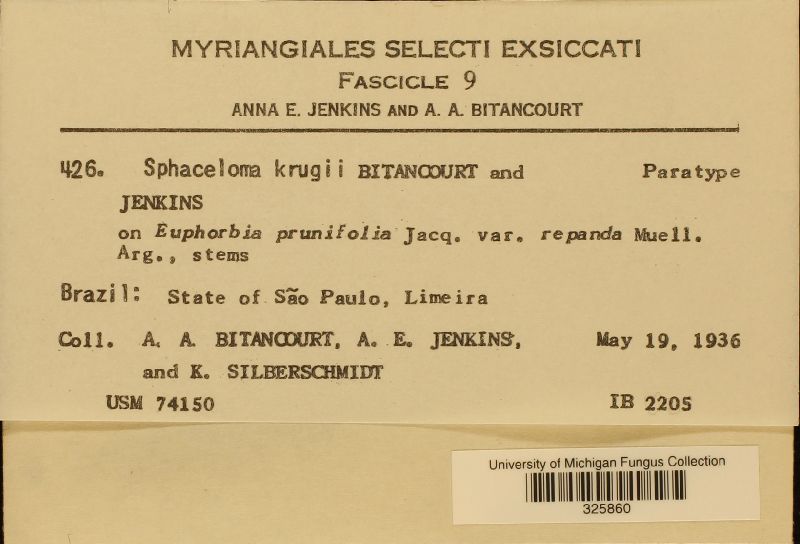 MYRIANGIALES SELECTI EXSICCATI
FASCICLE 9
ANNA E. JENKINS AND A. A. BITANCOURT
426. Sphaceloma krugii BITANCOURT and Paratype
JENKINS
on Euphorbia prunifolia Jacq. var. repanda Muell.
Arg., stems
Brazil: State of São Paulo, Limeira
Coll. A. A. BITANCOURT, A. E. JENKINS, May 19, 1936
and K. SILBERSCHMIDT
USM 74150 IB 2205
University of Michigan Fungus Collection
325860